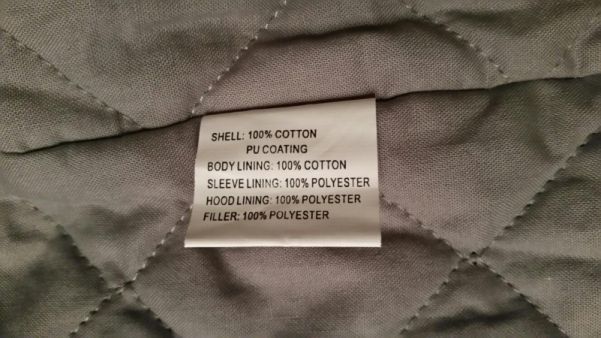 SHELL: 100% COTTON
PU COATING
BODY LINING: 100% COTTON
SLEEVE LINING: 100% POLYESTER
HOOD LINING: 100% POLYESTER
FILLER: 100% POLYESTER